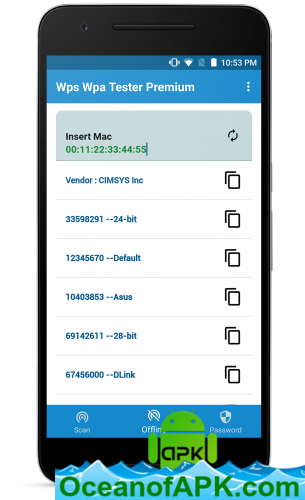 10:53 PM
Wps Wpa Tester Premium
Insert Mac
00:11:22:33:44:55
Vendor : CIMSYS Inc
33598291 --24-bit
12345670 --Default
10403853 --Asus
69142611 --28-bit
67456000 --DLink
Scan
Offline
Password
apk
OceanofAPK.com